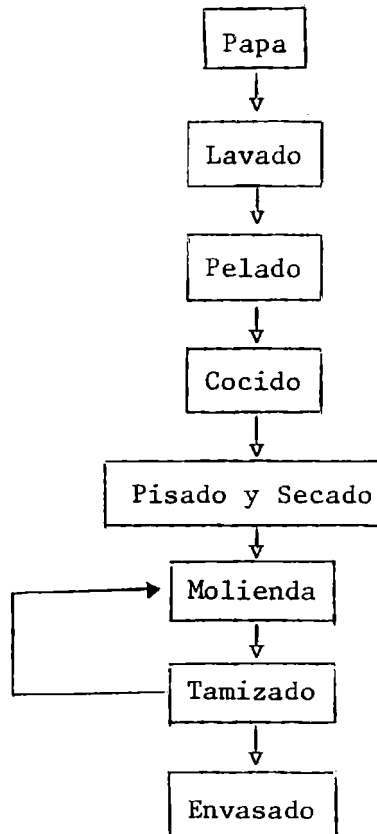 Papa
Lavado
Pelado
Cocido
Pisado y Secado
Molienda
Tamizado
Envasado